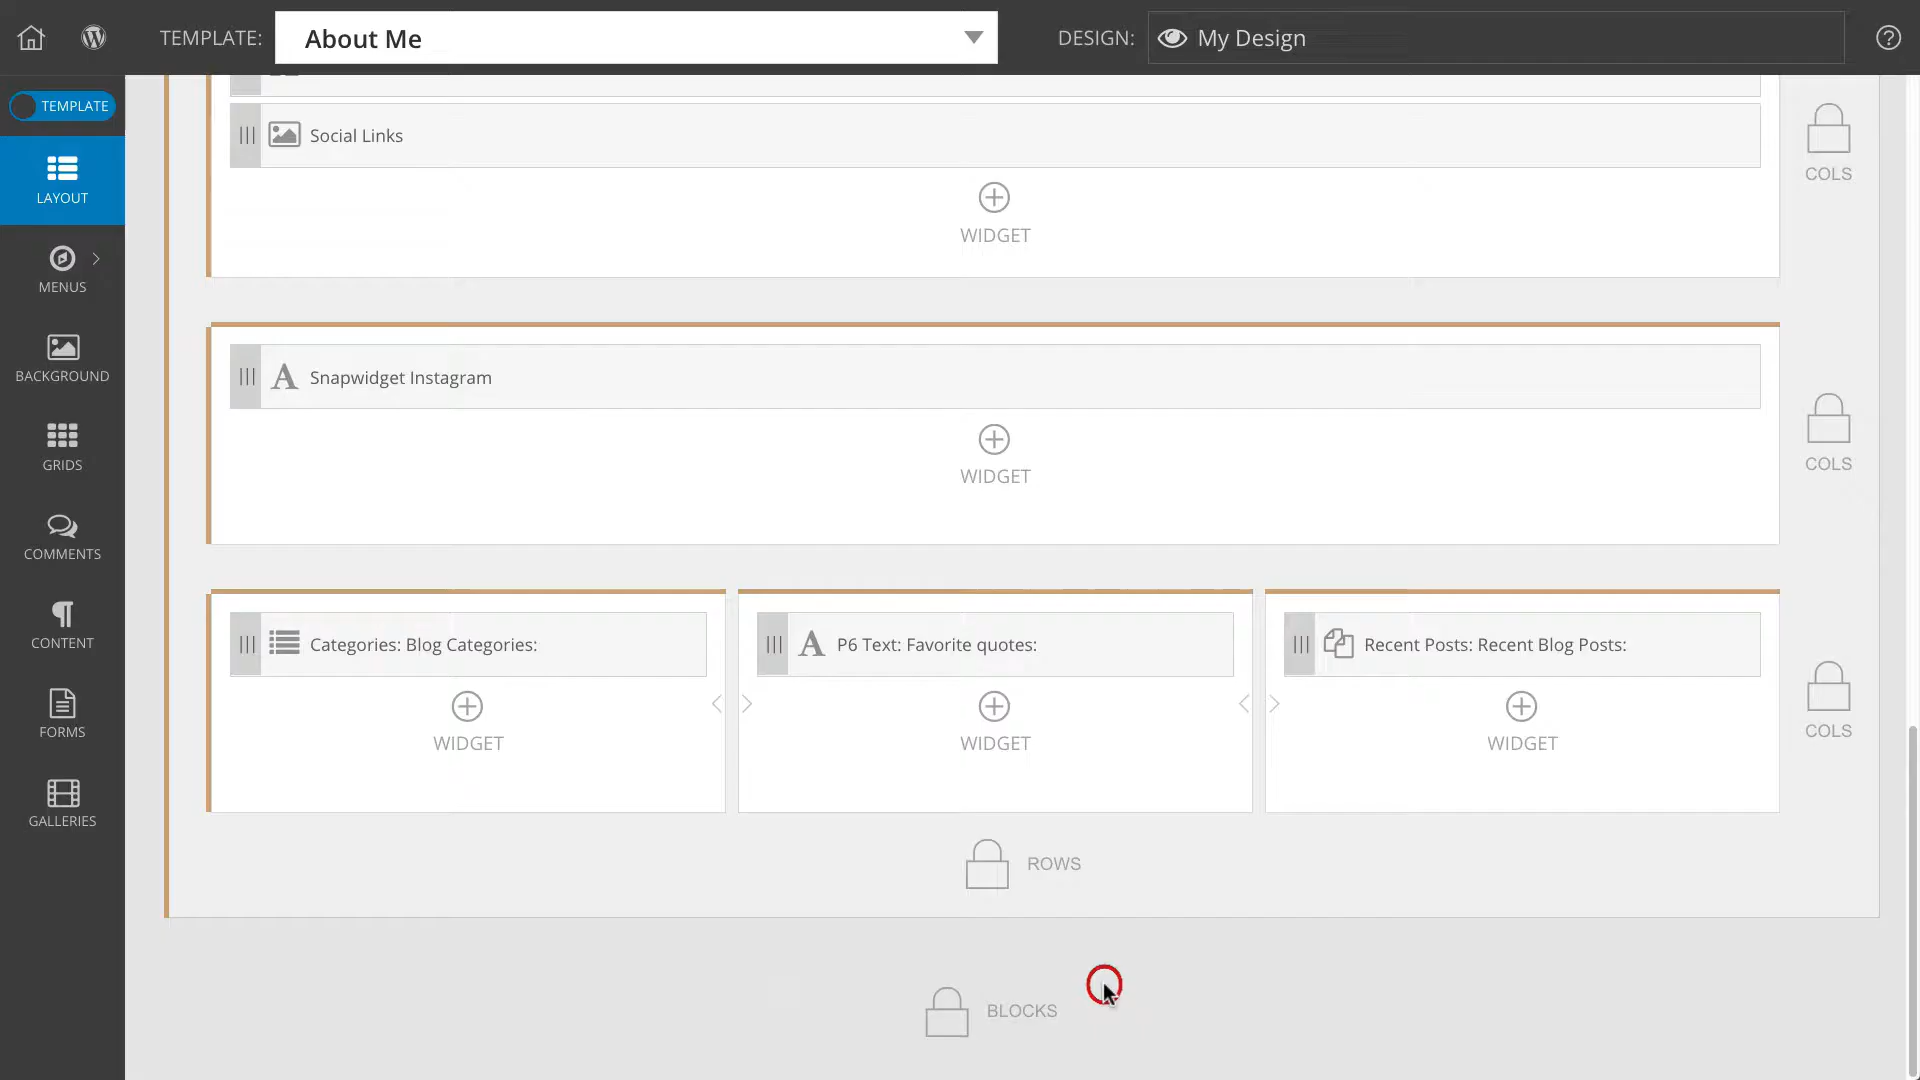 TEMPLATE: About Me DESIGN: My Design
TEMPLATE
LAYOUT
MENUS
BACKGROUND
GRIDS
COMMENTS
CONTENT
FORMS
GALLERIES
Social Links
WIDGET
COLS
Snapwidget Instagram
WIDGET
COLS
Categories: Blog Categories:
WIDGET
P6 Text: Favorite quotes:
WIDGET
Recent Posts: Recent Blog Posts:
WIDGET
COLS
ROWS
BLOCKS